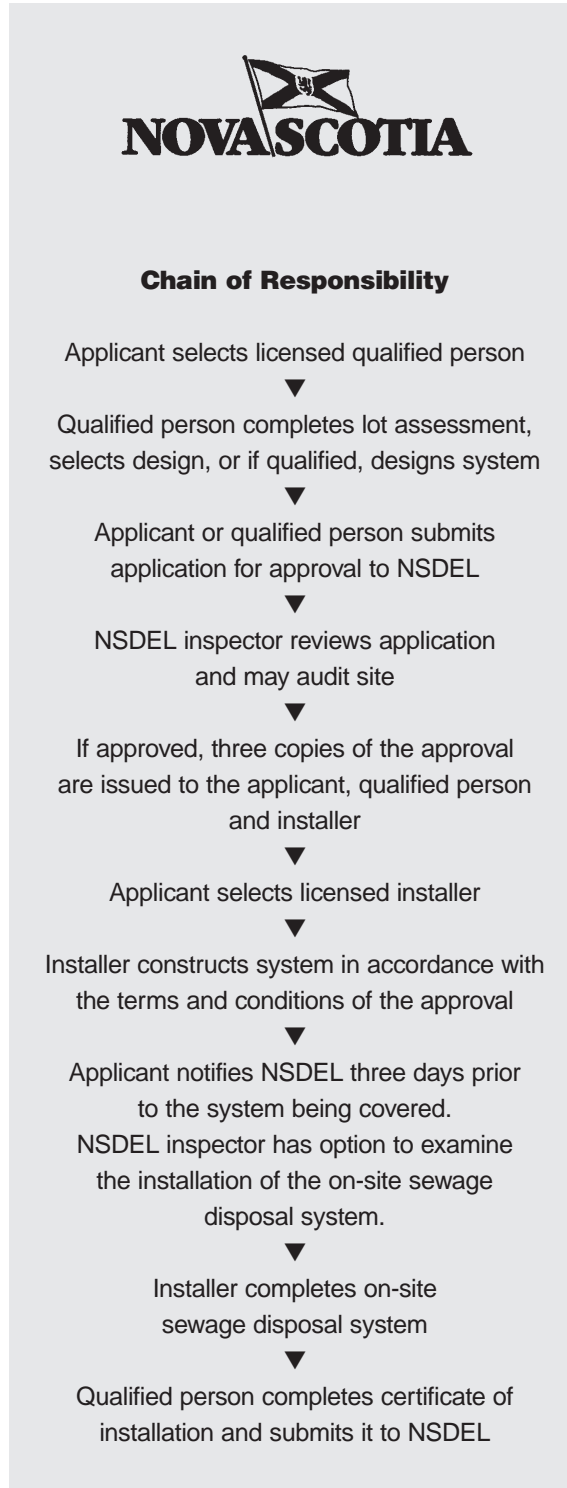 NOVA SCOTIA
Chain of Responsibility
Applicant selects licensed qualified person
▼
Qualified person completes lot assessment,
selects design, or if qualified, designs system
▼
Applicant or qualified person submits
application for approval to NSDEL
▼
NSDEL inspector reviews application
and may audit site
▼
If approved, three copies of the approval
are issued to the applicant, qualified person
and installer
▼
Applicant selects licensed installer
▼
Installer constructs system in accordance with
the terms and conditions of the approval
▼
Applicant notifies NSDEL three days prior
to the system being covered.
NSDEL inspector has option to examine
the installation of the on-site sewage
disposal system.
▼
Installer completes on-site
sewage disposal system
▼
Qualified person completes certificate of
installation and submits it to NSDEL